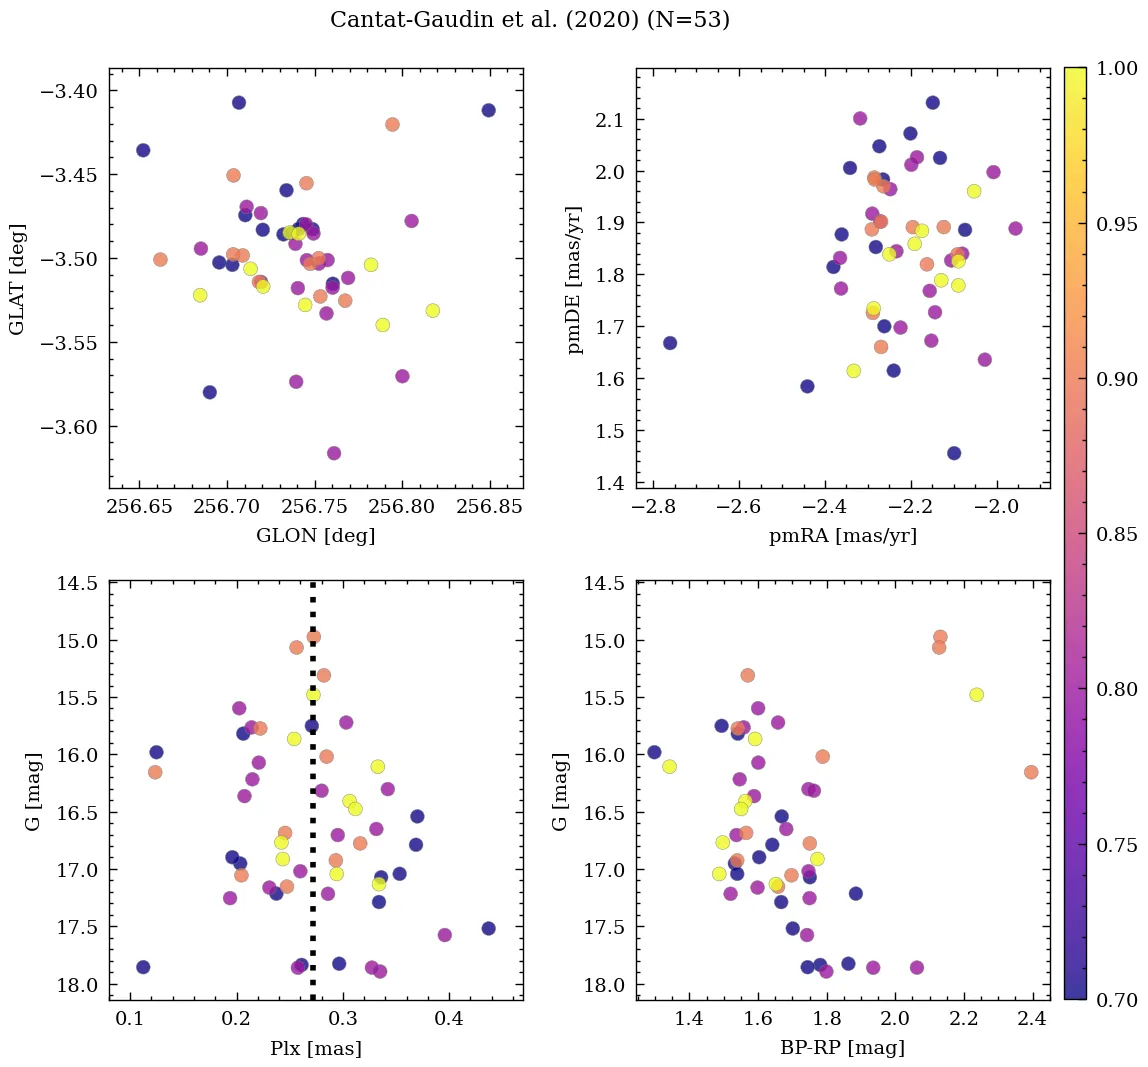 Cantat-Gaudin et al. (2020) (N=53)
−3.40
−3.45
−3.50
−3.55
−3.60
GLAT [deg]
256.65 256.70 256.75 256.80 256.85
GLON [deg]
2.1
2.0
1.9
1.8
1.7
1.6
1.5
1.4
pmDE [mas/yr]
−2.8 −2.6 −2.4 −2.2 −2.0
pmRA [mas/yr]
14.5
15.0
15.5
16.0
16.5
17.0
17.5
18.0
G [mag]
0.1 0.2 0.3 0.4
Plx [mas]
14.5
15.0
15.5
16.0
16.5
17.0
17.5
18.0
G [mag]
1.4 1.6 1.8 2.0 2.2 2.4
BP-RP [mag]
1.00
0.95
0.90
0.85
0.80
0.75
0.70